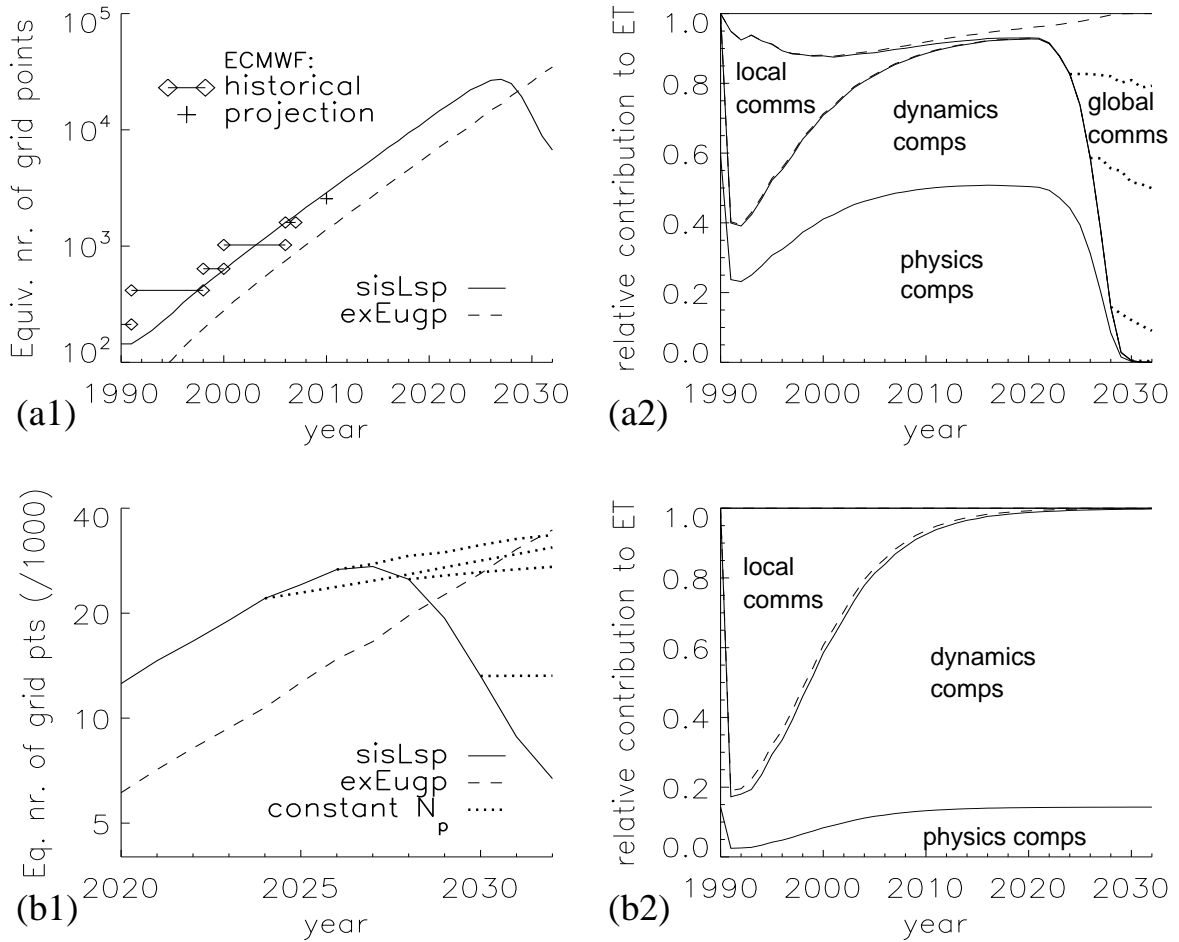 Equiv. nr. of grid points
10^5
10^4
10^3
10^2
ECMWF:
historical
projection
sisLsp
exEugp
1990 2000 2010 2020 2030
year
(a1)
relative contribution to ET
1.0
0.8
0.6
0.4
0.2
0.0
local
comms
dynamics
comps
global
comms
physics
comps
1990 2000 2010 2020 2030
year
(a2)
Eq. nr. of grid pts (/1000)
40
20
10
5
sisLsp
exEugp
constant N_p
2020 2025 2030
year
(b1)
relative contribution to ET
1.0
0.8
0.6
0.4
0.2
0.0
local
comms
dynamics
comps
physics comps
1990 2000 2010 2020 2030
year
(b2)